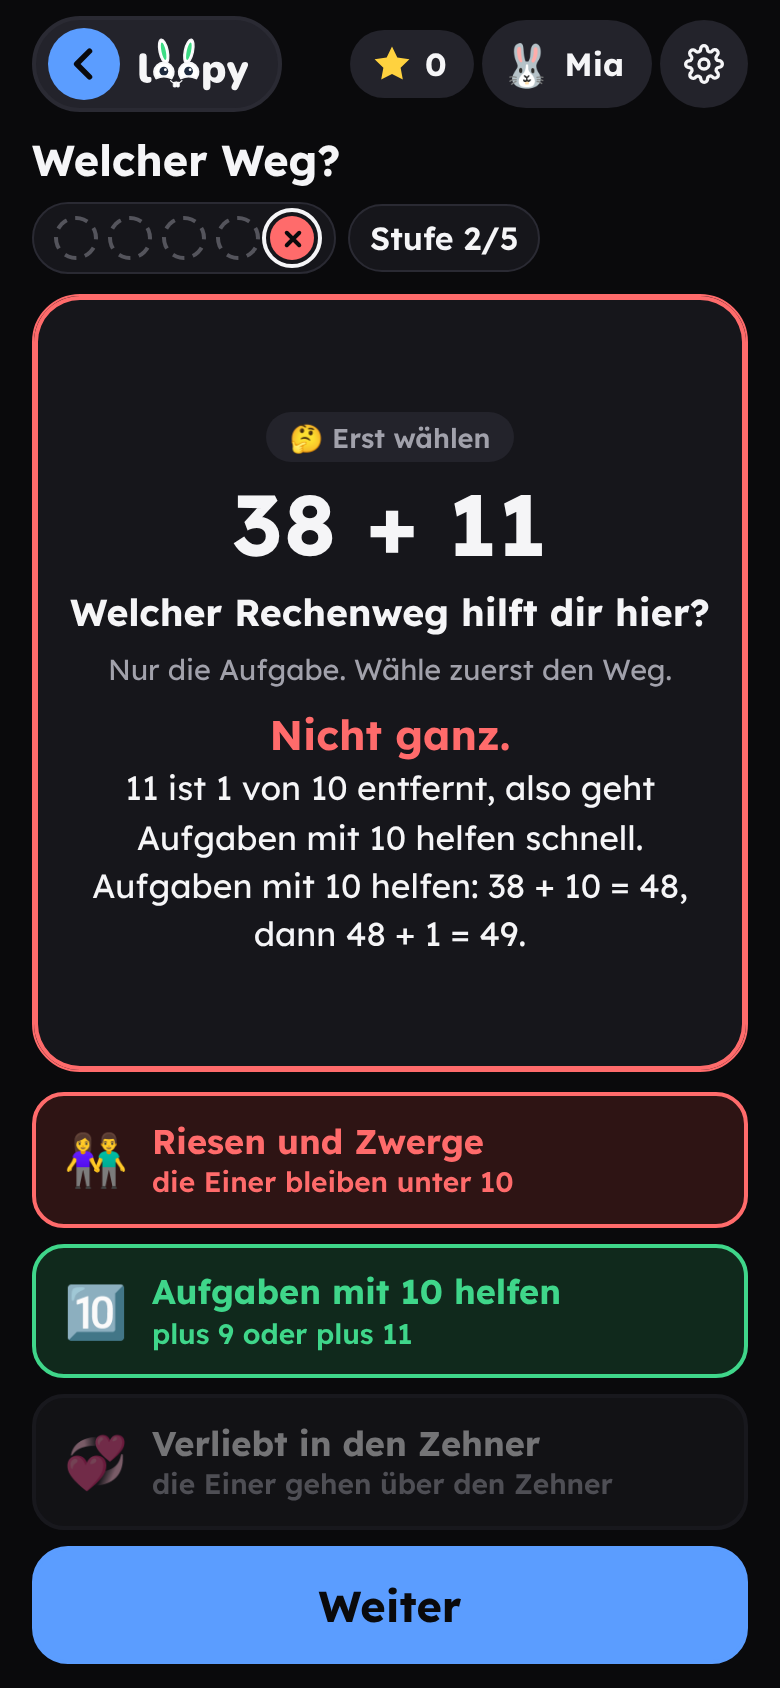 loopy
0
Mia
Welcher Weg?
Stufe 2/5
🤔 Erst wählen
38 + 11
Welcher Rechenweg hilft dir hier?
Nur die Aufgabe. Wähle zuerst den Weg.
Nicht ganz.
11 ist 1 von 10 entfernt, also geht
Aufgaben mit 10 helfen schnell.
Aufgaben mit 10 helfen: 38 + 10 = 48,
dann 48 + 1 = 49.
Riesen und Zwerge
die Einer bleiben unter 10
10
Aufgaben mit 10 helfen
plus 9 oder plus 11
Verliebt in den Zehner
die Einer gehen über den Zehner
Weiter